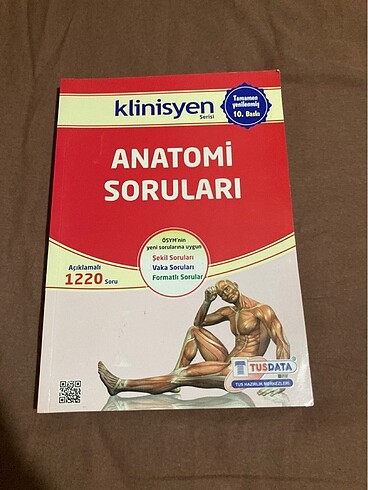 klinisyen
Serisi
Tamamen
yenilenmiş
10. Baskı
ANATOMİ
SORULARI
ÖSYM'nin
yeni sorularına uygun
Şekil Soruları
Vaka Soruları
Formatlı Sorular
Açıklamalı
1220 Soru
TUSDATA
TUS HAZIRLIK MERKEZLERİ